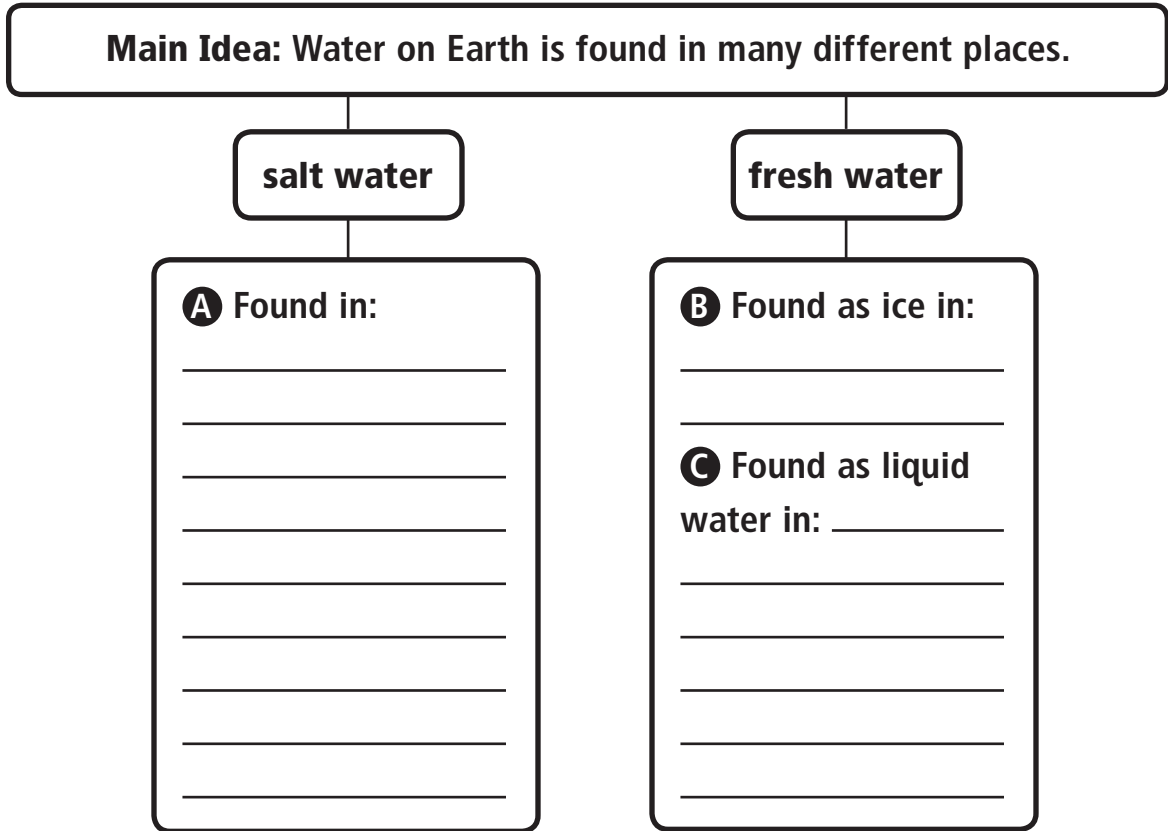 Main Idea: Water on Earth is found in many different places.
salt water
fresh water
A Found in:
B Found as ice in:
C Found as liquid
water in: